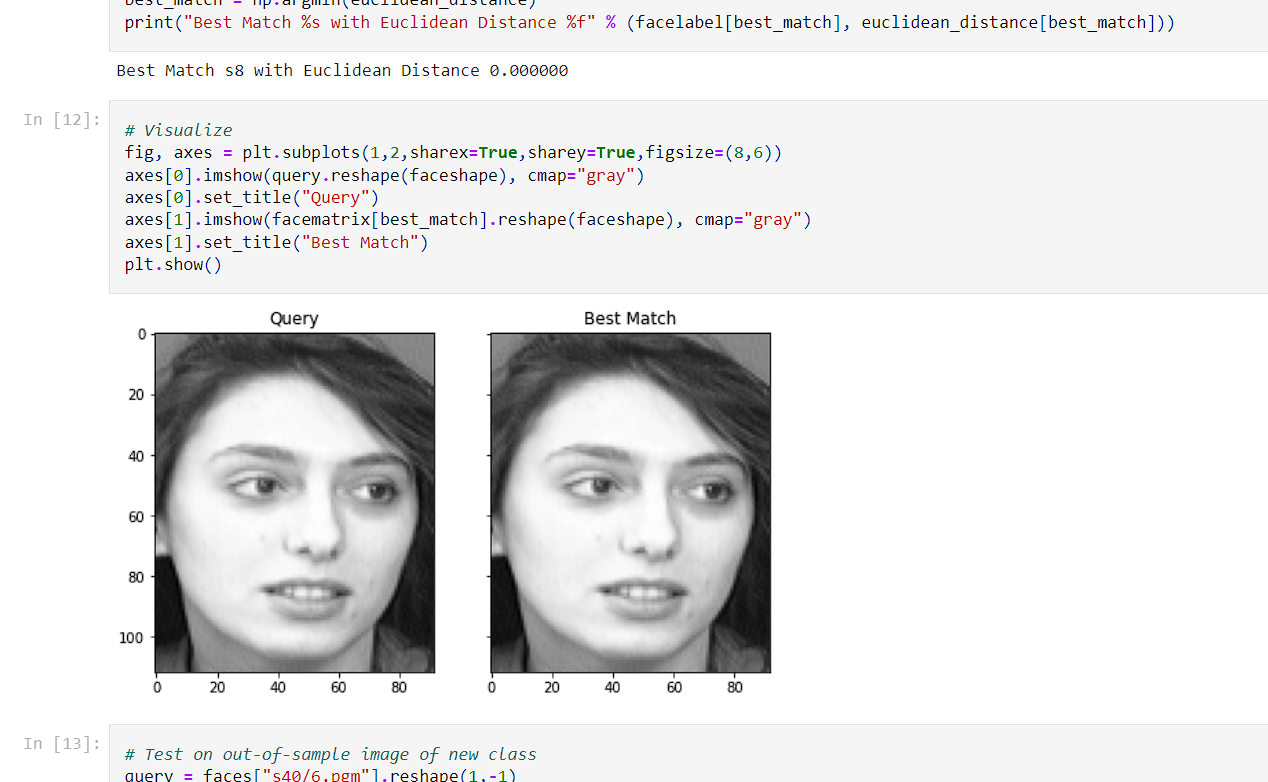 best_match = np.argmin(euclidean_distance)
print("Best Match %s with Euclidean Distance %f" % (facelabel[best_match], euclidean_distance[best_match]))
Best Match s8 with Euclidean Distance 0.000000
In [12]:
# Visualize
fig, axes = plt.subplots(1,2,sharex=True,sharey=True,figsize=(8,6))
axes[0].imshow(query.reshape(faceshape), cmap="gray")
axes[0].set_title("Query")
axes[1].imshow(facematrix[best_match].reshape(faceshape), cmap="gray")
axes[1].set_title("Best Match")
plt.show()
Query Best Match
0
20
40
60
80
100
0 20 40 60 80 0 20 40 60 80
In [13]:
# Test on out-of-sample image of new class
query = faces["s40/6.pgm"].reshape(1,-1)